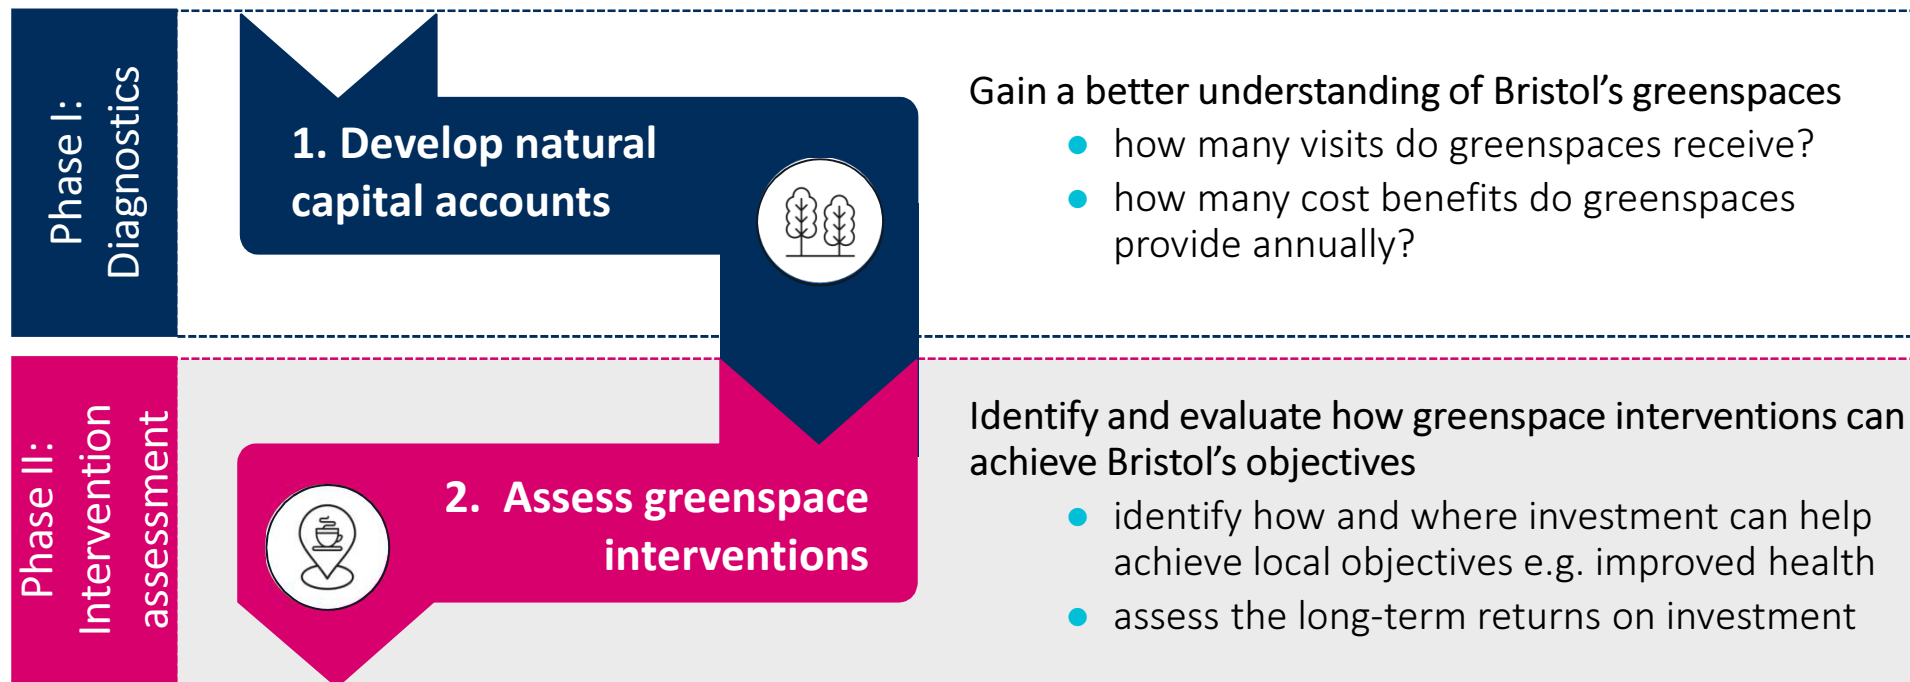 Phase I:
Diagnostics
1. Develop natural
capital accounts
Gain a better understanding of Bristol’s greenspaces
● how many visits do greenspaces receive?
● how many cost benefits do greenspaces
provide annually?
Phase II:
Intervention
assessment
2. Assess greenspace
interventions
Identify and evaluate how greenspace interventions can
achieve Bristol’s objectives
● identify how and where investment can help
achieve local objectives e.g. improved health
● assess the long-term returns on investment